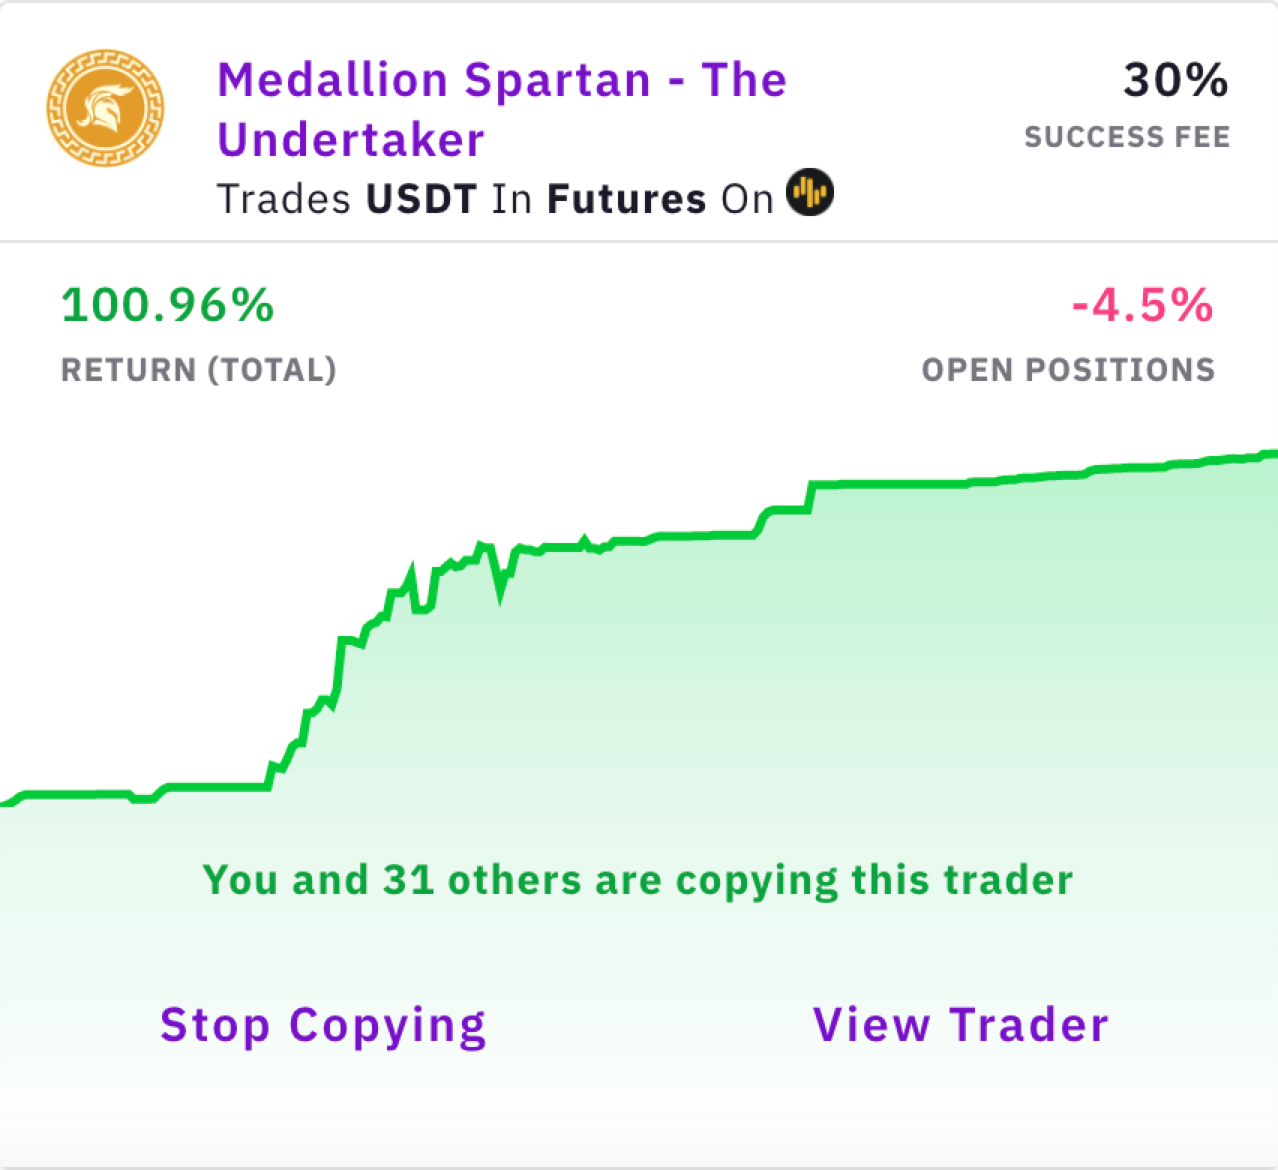 Medallion Spartan - The
Undertaker
Trades USDT In Futures On
30%
SUCCESS FEE
100.96%
RETURN (TOTAL)
-4.5%
OPEN POSITIONS
You and 31 others are copying this trader
Stop Copying
View Trader